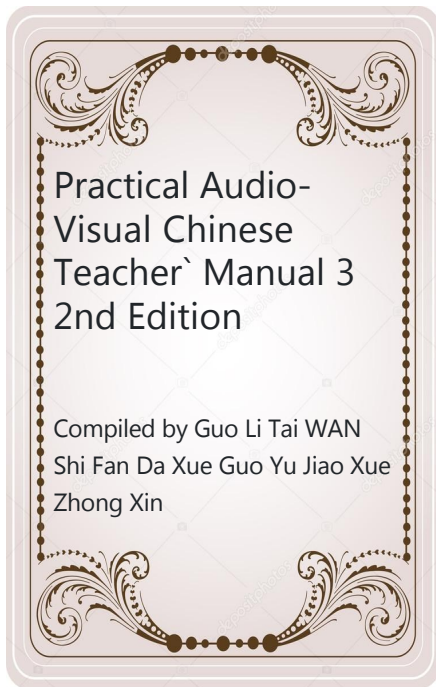 Practical Audio-
Visual Chinese
Teacher` Manual 3
2nd Edition
Compiled by Guo Li Tai WAN
Shi Fan Da Xue Guo Yu Jiao Xue
Zhong Xin